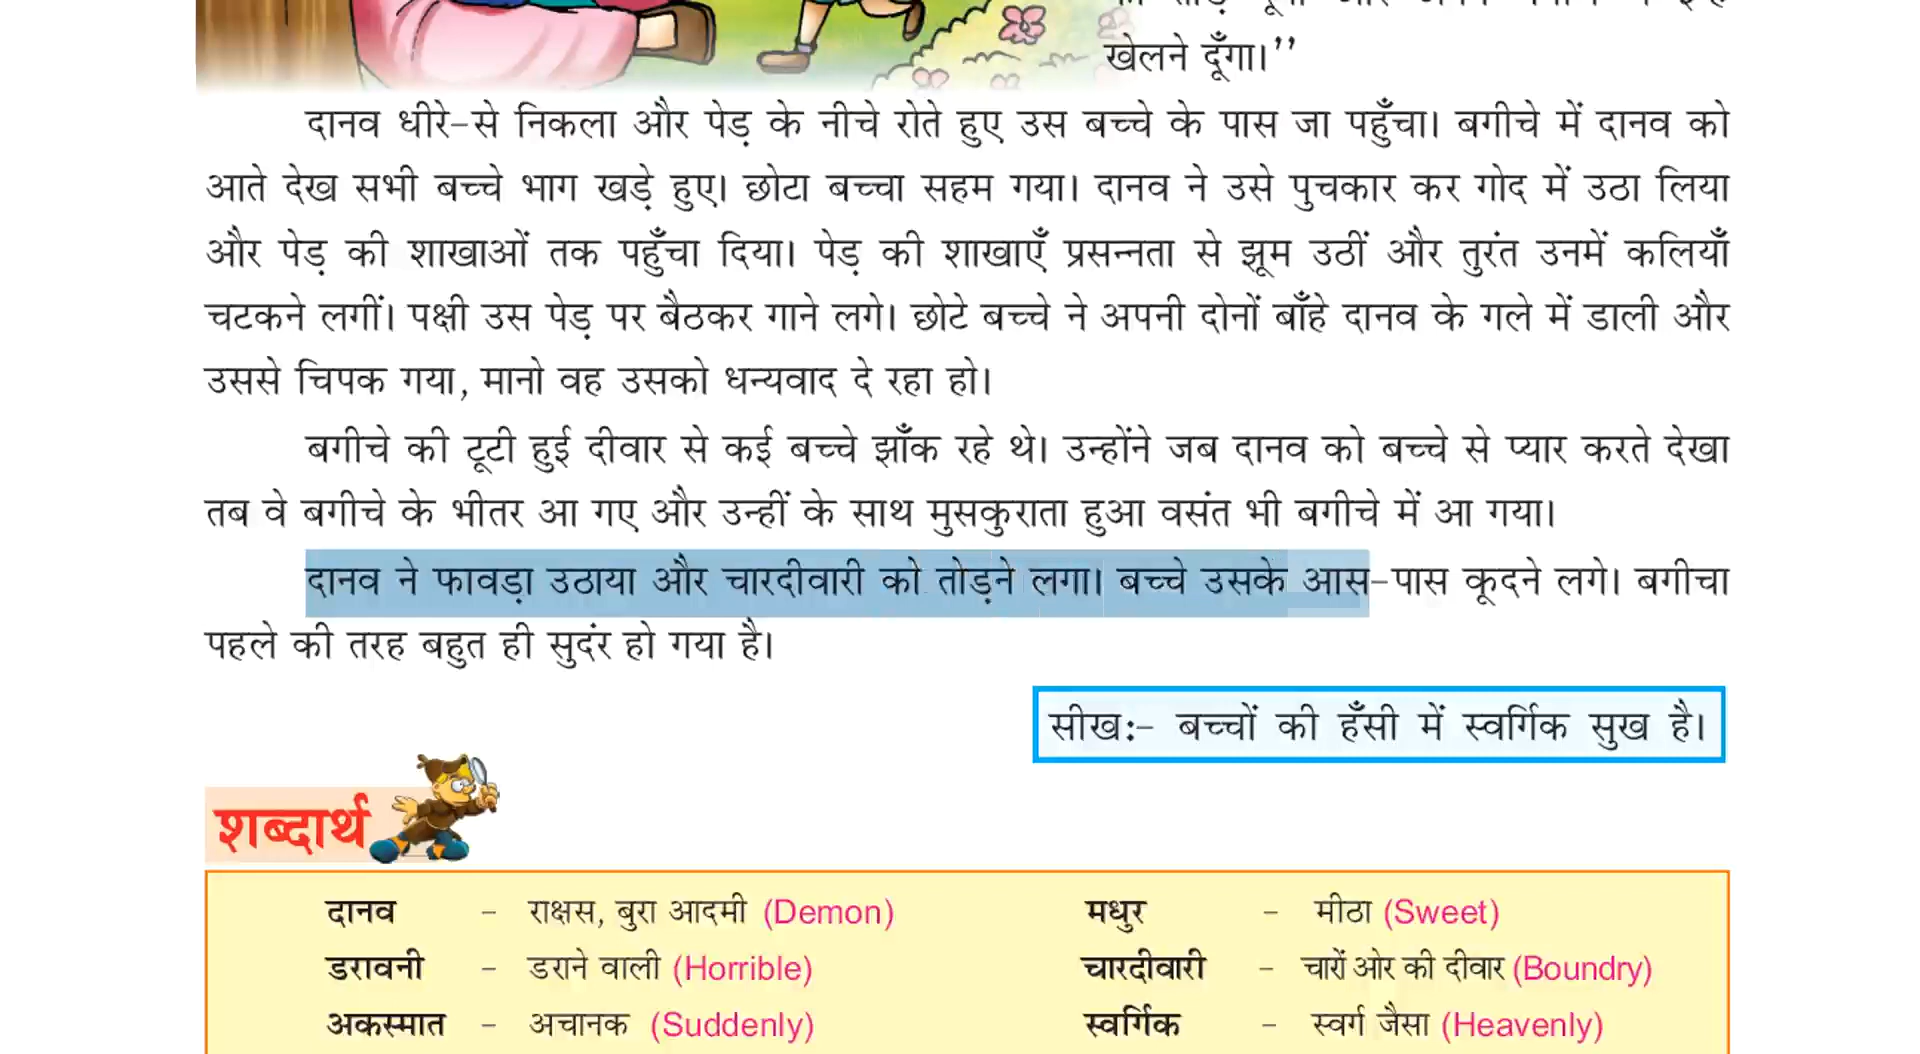 खेलने दूँगा।’’
दानव धीरे-से निकला और पेड़ के नीचे रोते हुए उस बच्चे के पास जा पहुँचा। बगीचे में दानव को
आते देख सभी बच्चे भाग खड़े हुए। छोटा बच्चा सहम गया। दानव ने उसे पुचकार कर गोद में उठा लिया
और पेड़ की शाखाओं तक पहुँचा दिया। पेड़ की शाखाएँ प्रसन्नता से झूम उठीं और तुरंत उनमें कलियाँ
चटकने लगीं। पक्षी उस पेड़ पर बैठकर गाने लगे। छोटे बच्चे ने अपनी दोनों बाँहे दानव के गले में डाली और
उससे चिपक गया, मानो वह उसको धन्यवाद दे रहा हो।
बगीचे की टूटी हुई दीवार से कई बच्चे झाँक रहे थे। उन्होंने जब दानव को बच्चे से प्यार करते देखा
तब वे बगीचे के भीतर आ गए और उन्हीं के साथ मुसकुराता हुआ वसंत भी बगीचे में आ गया।
दानव ने फावड़ा उठाया और चारदीवारी को तोड़ने लगा। बच्चे उसके आस-पास कूदने लगे। बगीचा
पहले की तरह बहुत ही सुदंर हो गया है।
सीखः- बच्चों की हँसी में स्वर्गिक सुख है।
शब्दार्थ
दानव - राक्षस, बुरा आदमी (Demon) मधुर - मीठा (Sweet)
डरावनी - डराने वाली (Horrible) चारदीवारी - चारों ओर की दीवार (Boundry)
अकस्मात - अचानक (Suddenly) स्वर्गिक - स्वर्ग जैसा (Heavenly)